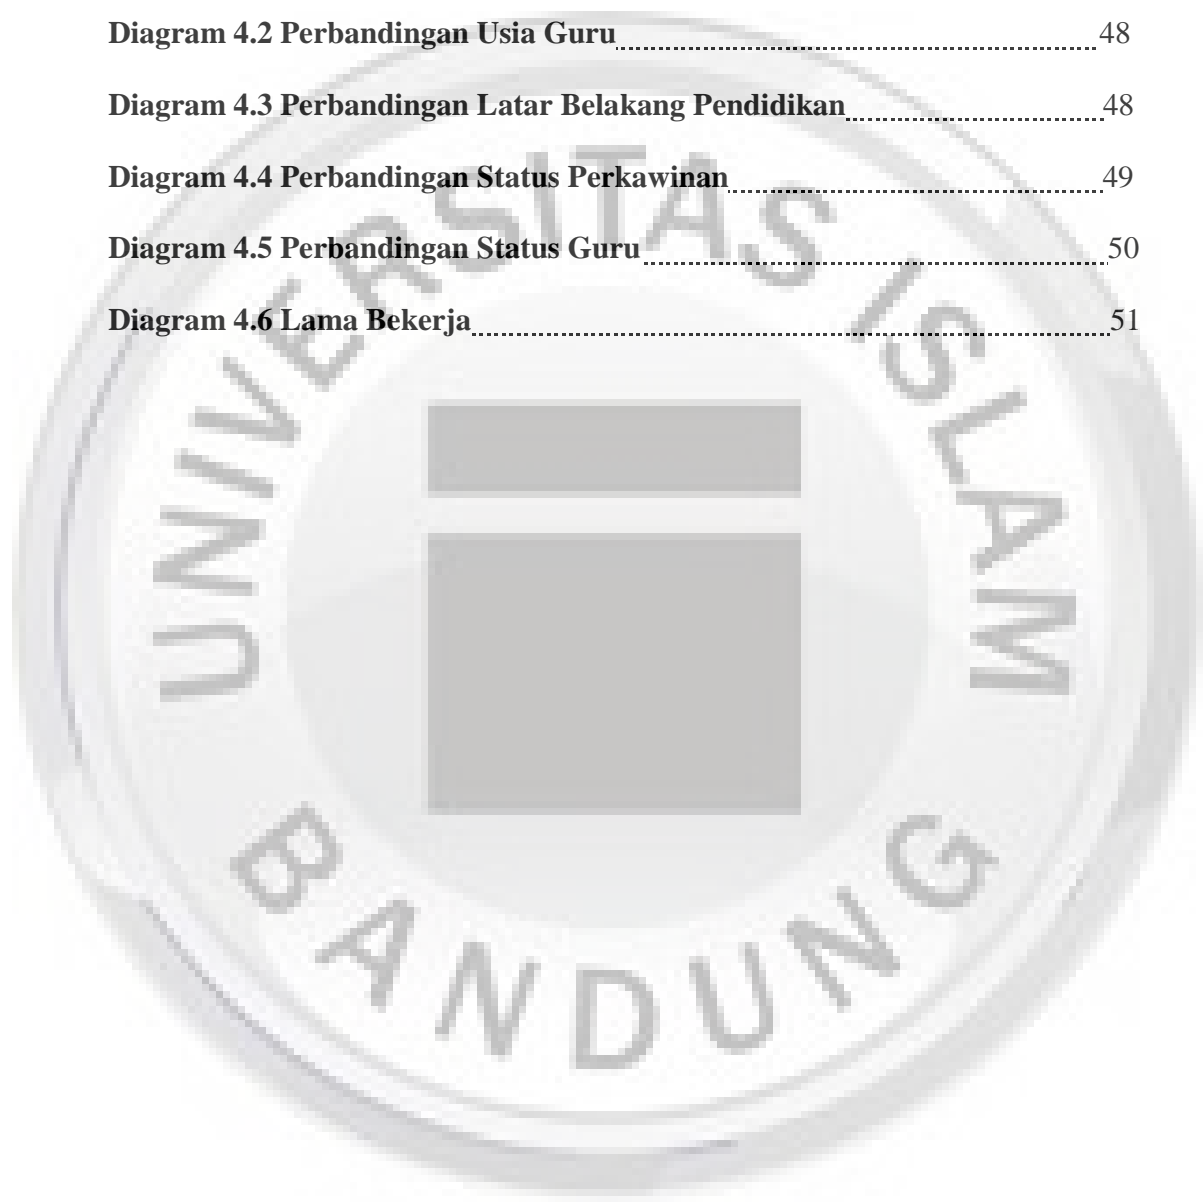 Diagram 4.2 Perbandingan Usia Guru................................................48
Diagram 4.3 Perbandingan Latar Belakang Pendidikan..........................48
Diagram 4.4 Perbandingan Status Perkawinan......................................49
Diagram 4.5 Perbandingan Status Guru...............................................50
Diagram 4.6 Lama Bekerja................................................................51
UNIVERSITAS ISLAM
BANDUNG